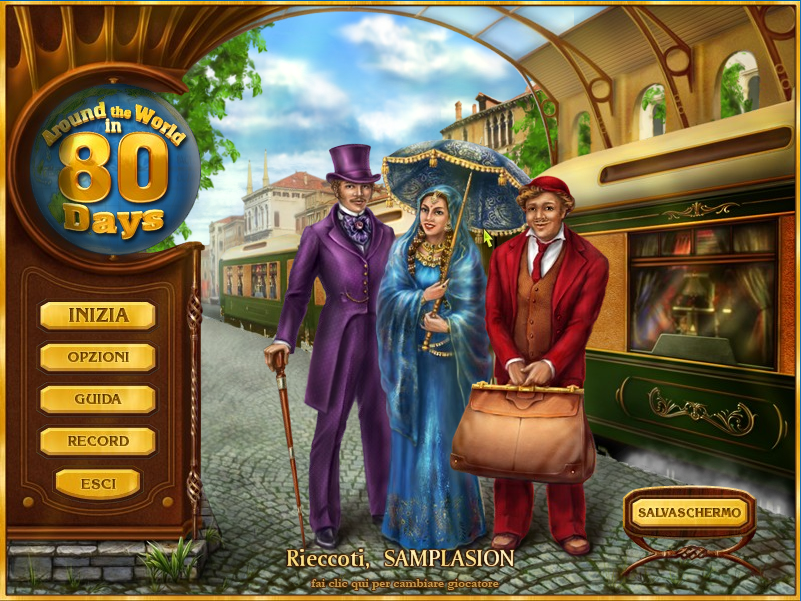 Around the World
in
80
Days
INIZIA
OPZIONI
GUIDA
RECORD
ESCI
SALVASCHERMO
Rieccoti, SAMPLASION
fai clic qui per cambiare giocatore